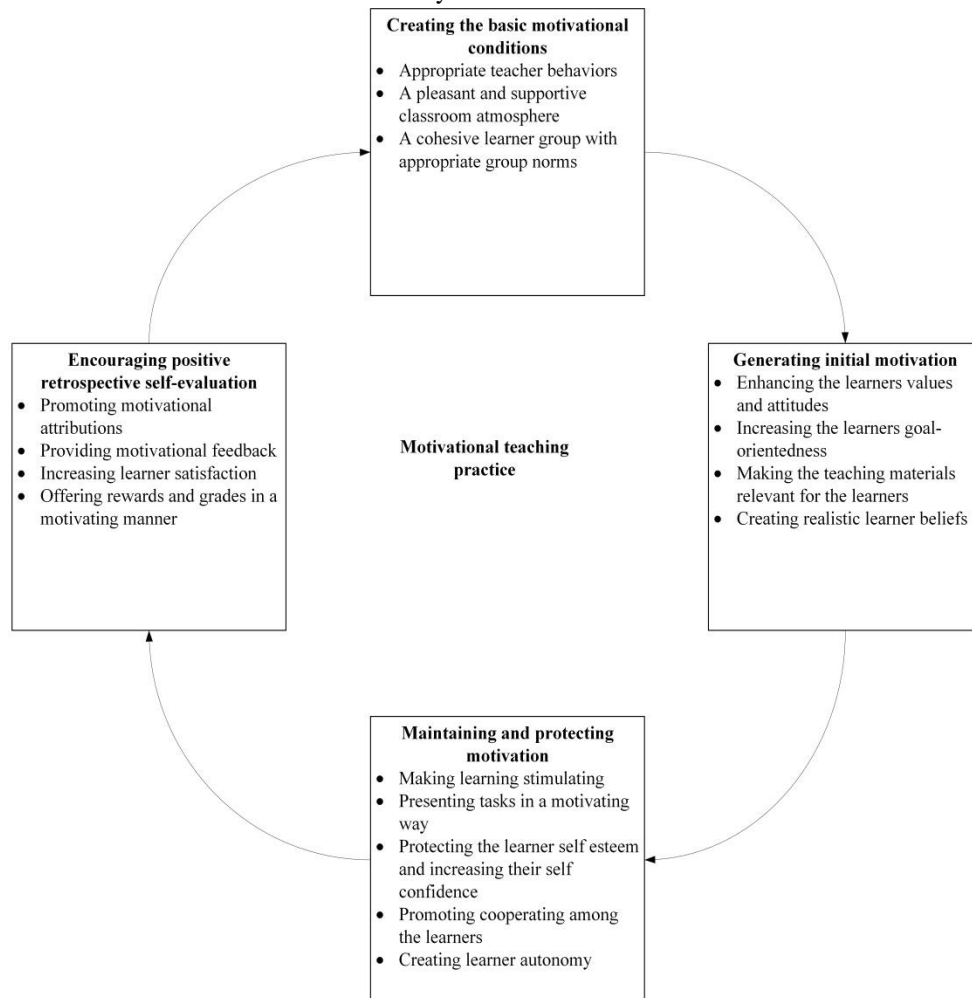 Creating the basic motivational
conditions
• Appropriate teacher behaviors
• A pleasant and supportive
classroom atmosphere
• A cohesive learner group with
appropriate group norms
Encouraging positive
retrospective self-evaluation
• Promoting motivational
attributions
• Providing motivational feedback
• Increasing learner satisfaction
• Offering rewards and grades in a
motivating manner
Motivational teaching
practice
Generating initial motivation
• Enhancing the learners values
and attitudes
• Increasing the learners goal-
orientedness
• Making the teaching materials
relevant for the learners
• Creating realistic learner beliefs
Maintaining and protecting
motivation
• Making learning stimulating
• Presenting tasks in a motivating
way
• Protecting the learner self esteem
and increasing their self
confidence
• Promoting cooperating among
the learners
• Creating learner autonomy